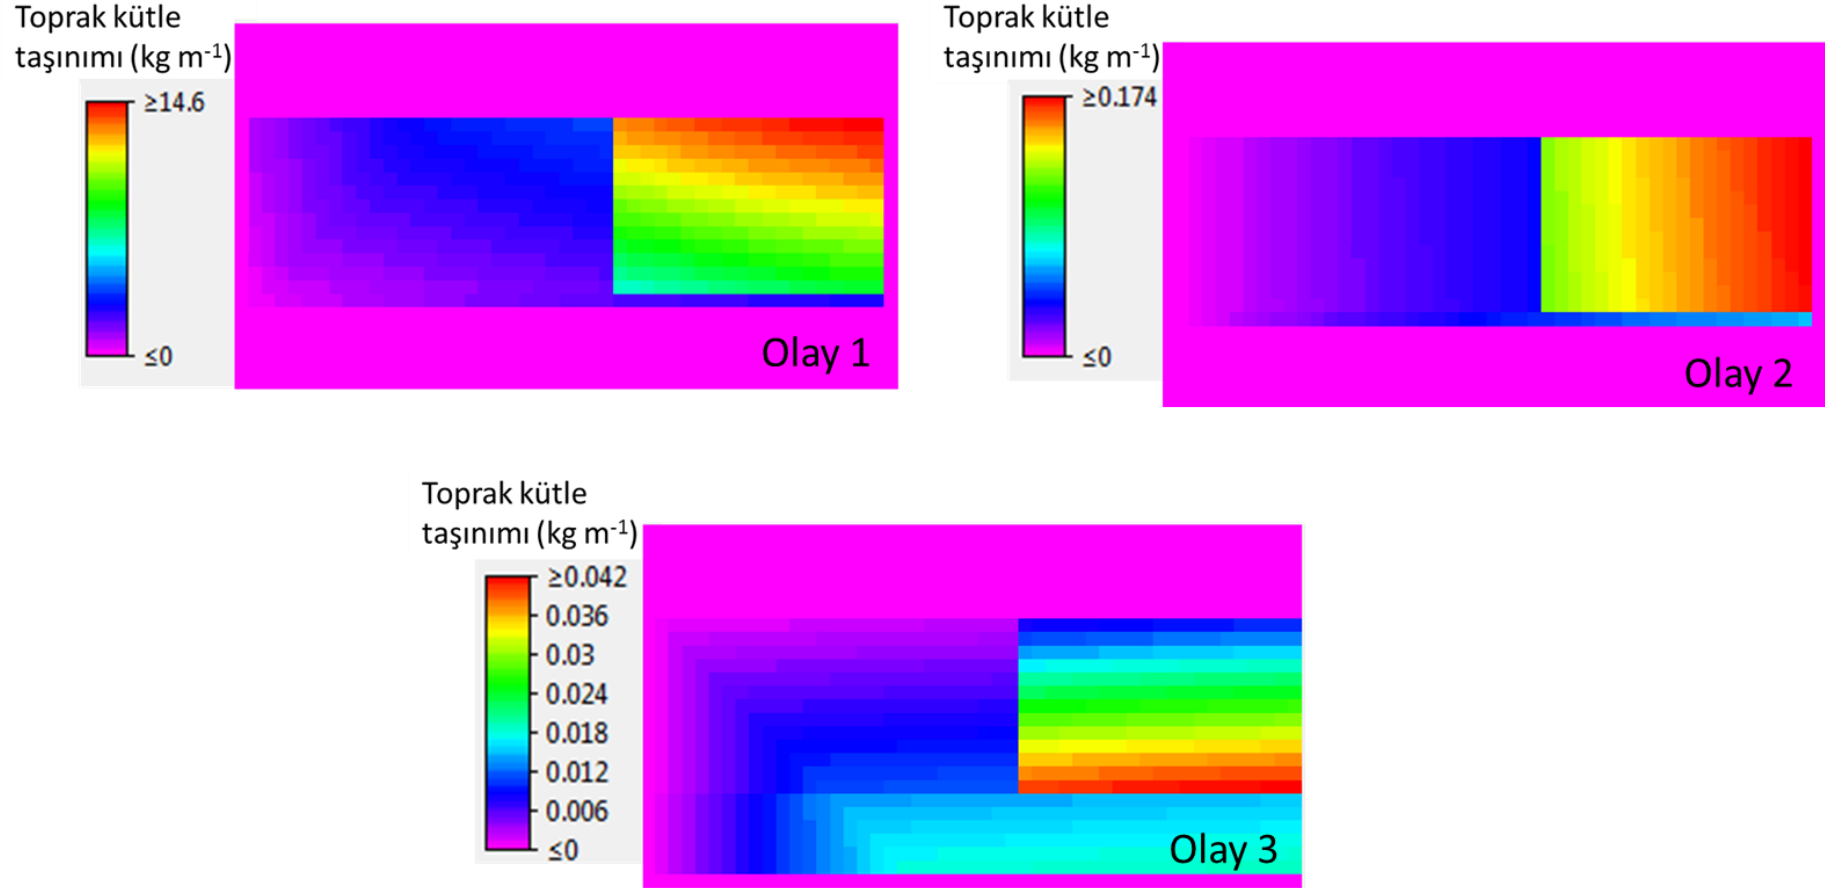 Toprak kütle
taşınımı (kg m⁻¹)
≥14.6
≤0
Olay 1
Toprak kütle
taşınımı (kg m⁻¹)
≥0.174
≤0
Olay 2
Toprak kütle
taşınımı (kg m⁻¹)
≥0.042
0.036
0.03
0.024
0.018
0.012
0.006
≤0
Olay 3